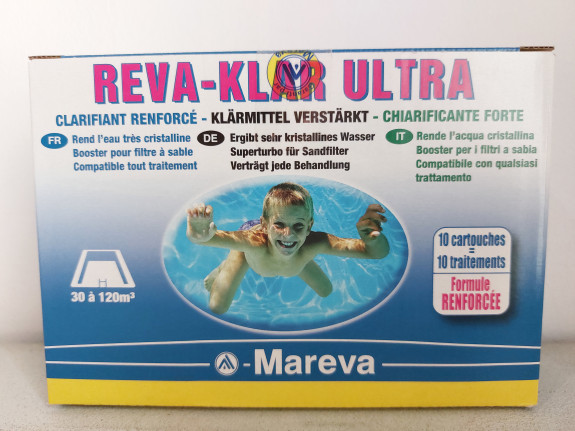 REVA-KLAR ULTRA
CLARIFIANT RENFORCÉ - KLÄRMITTEL VERSTÄRKT - CHIARIFICANTE FORTE
FR Rend l'eau très cristalline
Booster pour filtre à sable
Compatible tout traitement
DE Ergibt sehr kristallines Wasser
Superturbo für Sandfilter
Verträgt jede Behandlung
IT Rende l'acqua cristallina
Booster per i filtri a sabia
Compatibile con qualsiasi
trattamento
30 à 120m³
10 cartouches
=
10 traitements
Formule
RENFORCÉE
- Mareva -